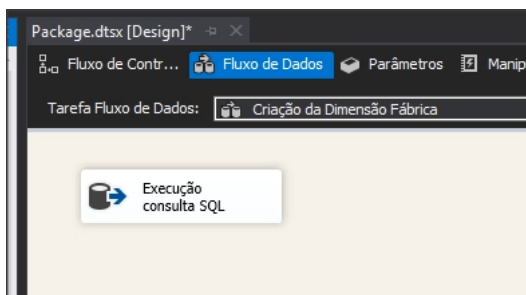 Package.dtsx [Design]*
Fluxo de Contr... Fluxo de Dados Parâmetros Manip
Tarefa Fluxo de Dados: Criação da Dimensão Fábrica
Execução
consulta SQL